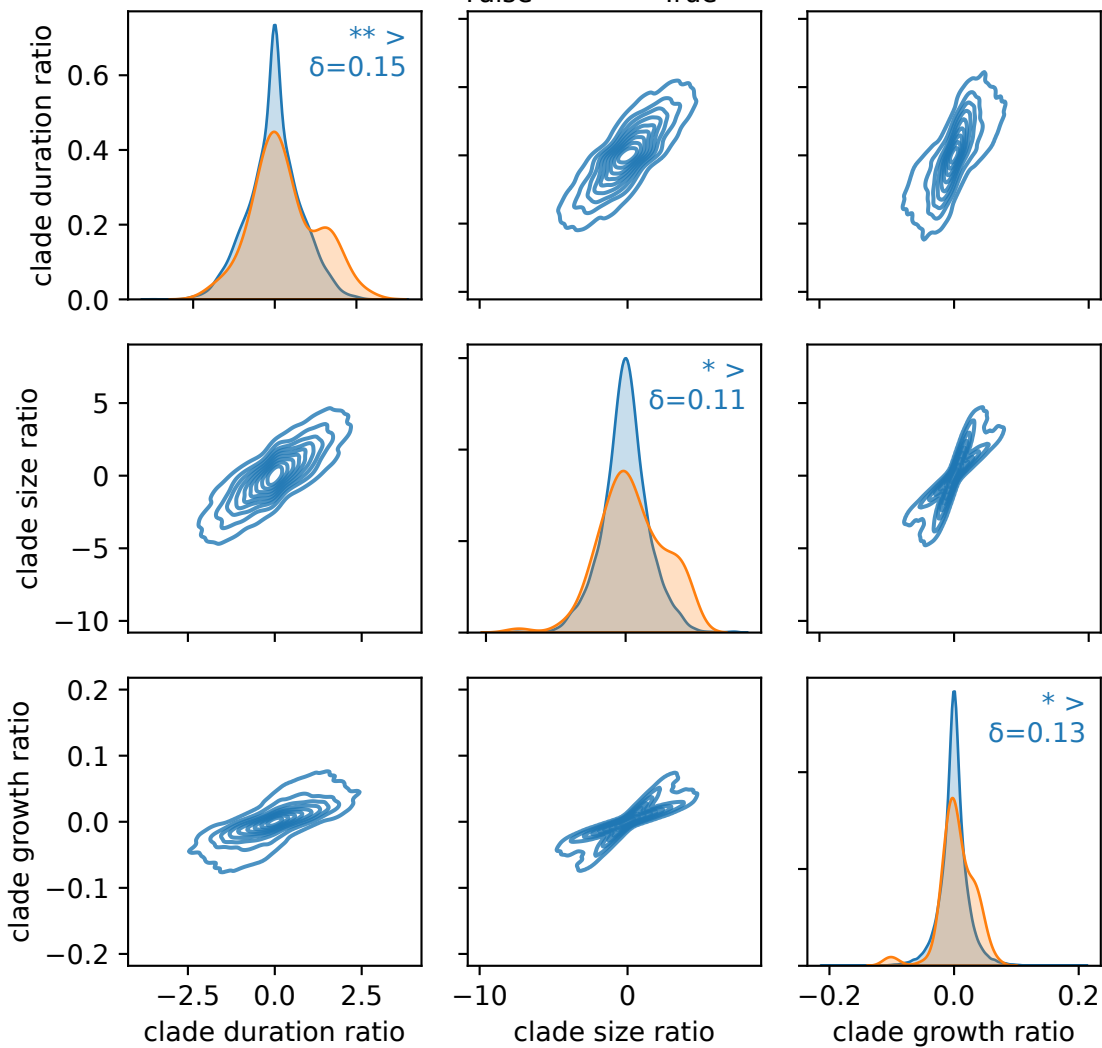 clade duration ratio
0.6
0.4
0.2
0.0
** >
δ=0.15
clade size ratio
5
0
−5
−10
* >
δ=0.11
clade growth ratio
0.2
0.1
0.0
−0.1
−0.2
* >
δ=0.13
−2.5 0.0 2.5
−10 0
−0.2 0.0 0.2
clade duration ratio
clade size ratio
clade growth ratio